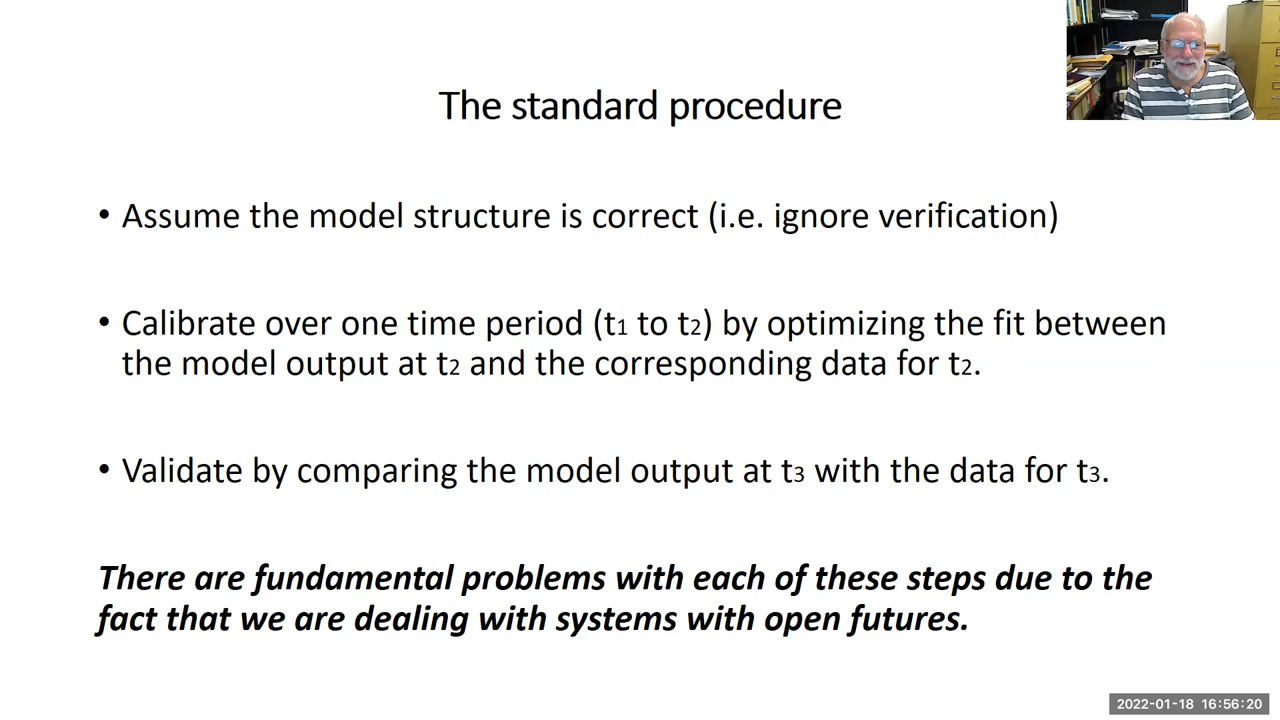 The standard procedure
• Assume the model structure is correct (i.e. ignore verification)
• Calibrate over one time period (t₁ to t₂) by optimizing the fit between
the model output at t₂ and the corresponding data for t₂.
• Validate by comparing the model output at t₃ with the data for t₃.
There are fundamental problems with each of these steps due to the
fact that we are dealing with systems with open futures.
2022-01-18 16:56:20